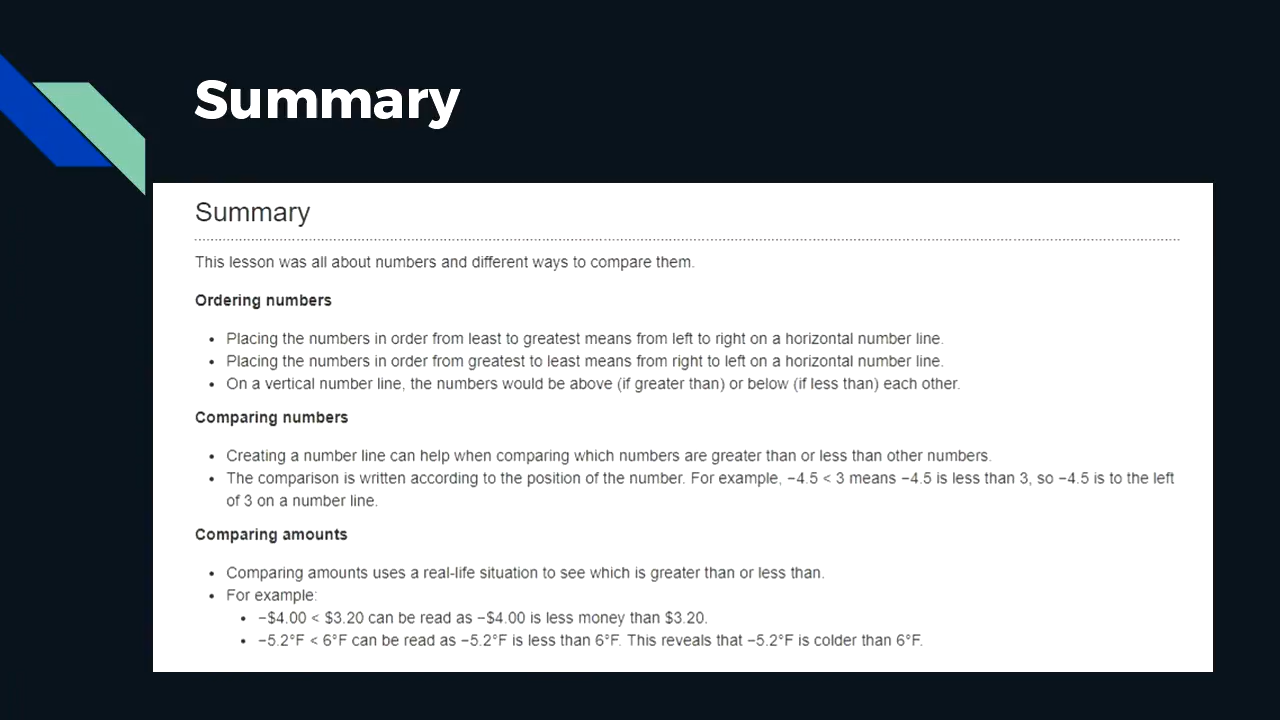 Summary
Summary
This lesson was all about numbers and different ways to compare them.
Ordering numbers
• Placing the numbers in order from least to greatest means from left to right on a horizontal number line.
• Placing the numbers in order from greatest to least means from right to left on a horizontal number line.
• On a vertical number line, the numbers would be above (if greater than) or below (if less than) each other.
Comparing numbers
• Creating a number line can help when comparing which numbers are greater than or less than other numbers.
• The comparison is written according to the position of the number. For example, −4.5 < 3 means −4.5 is less than 3, so −4.5 is to the left
of 3 on a number line.
Comparing amounts
• Comparing amounts uses a real-life situation to see which is greater than or less than.
• For example:
• −$4.00 < $3.20 can be read as −$4.00 is less money than $3.20.
• −5.2°F < 6°F can be read as −5.2°F is less than 6°F. This reveals that −5.2°F is colder than 6°F.